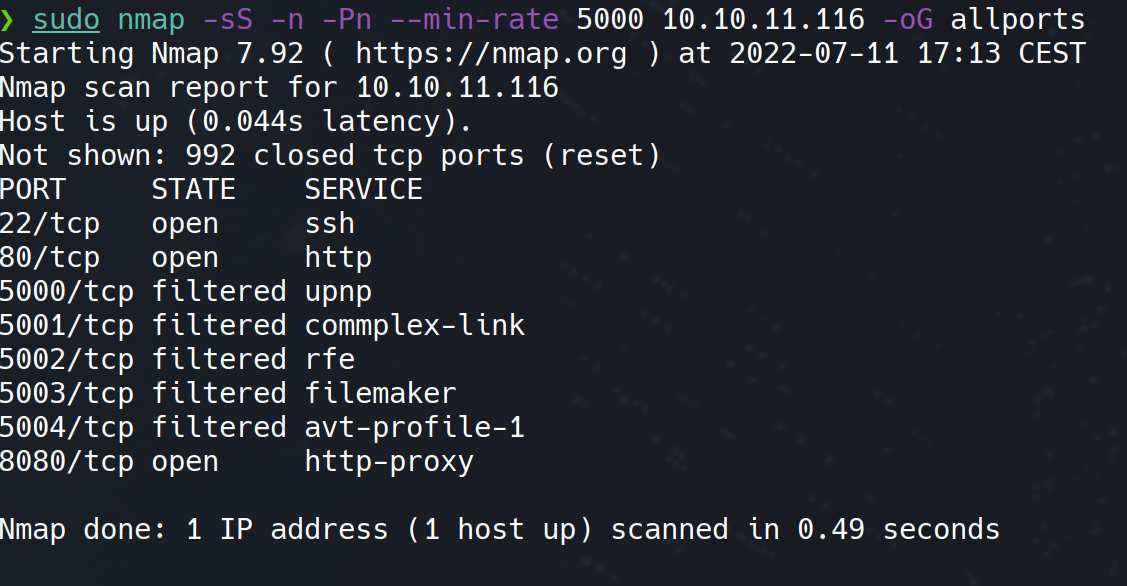 ❯ sudo nmap -sS -n -Pn --min-rate 5000 10.10.11.116 -oG allports
Starting Nmap 7.92 ( https://nmap.org ) at 2022-07-11 17:13 CEST
Nmap scan report for 10.10.11.116
Host is up (0.044s latency).
Not shown: 992 closed tcp ports (reset)
PORT     STATE    SERVICE
22/tcp   open     ssh
80/tcp   open     http
5000/tcp filtered upnp
5001/tcp filtered commplex-link
5002/tcp filtered rfe
5003/tcp filtered filemaker
5004/tcp filtered avt-profile-1
8080/tcp open     http-proxy
Nmap done: 1 IP address (1 host up) scanned in 0.49 seconds